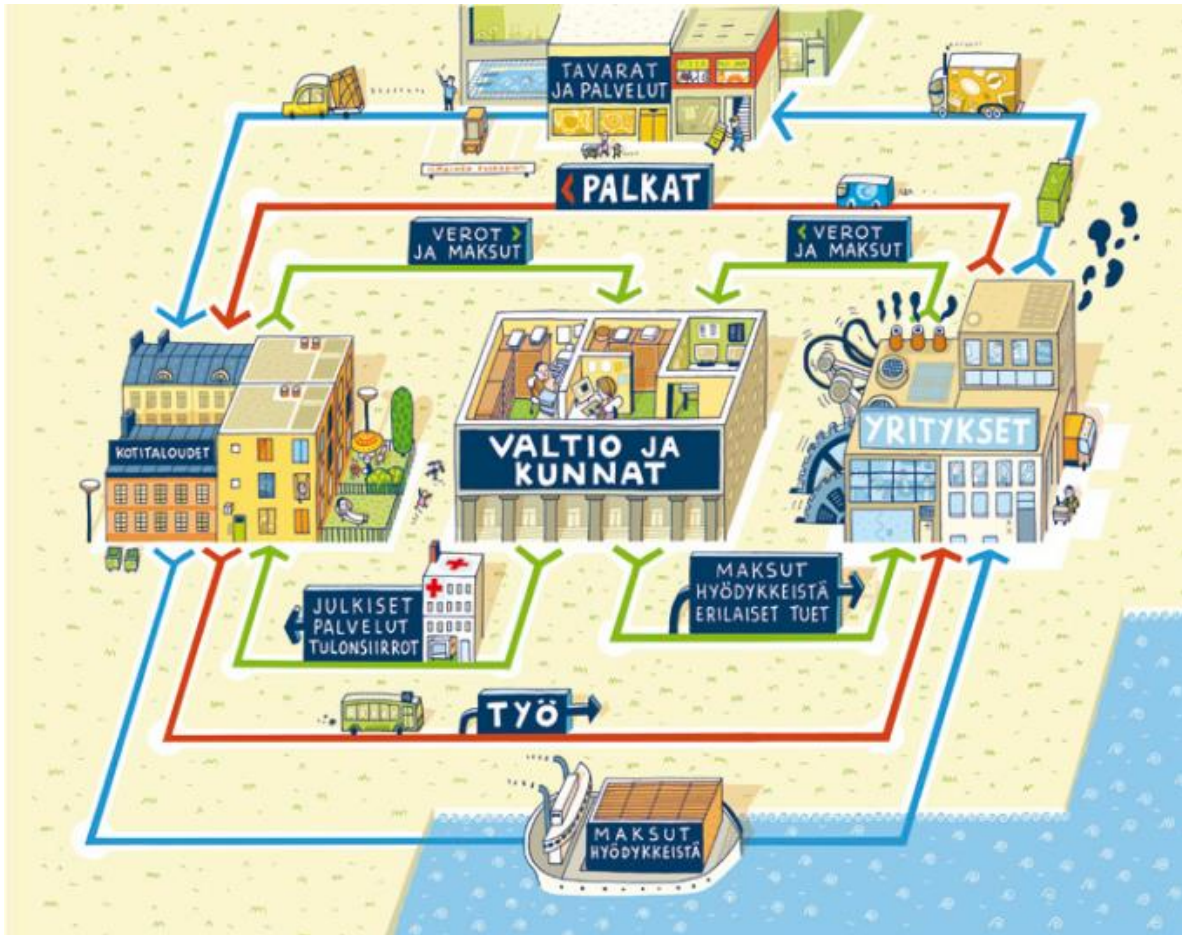 TAVARAT
JA PALVELUT
< PALKAT
VEROT >
JA MAKSUT
< VEROT
JA MAKSUT
KOTITALOUDET
VALTIO JA
KUNNAT
YRITYKSET
JULKISET
PALVELUT
TULONSIIRROT
MAKSUT
HYÖDYKKEISTÄ
ERILAISET TUET
TYÖ
MAKSUT
HYÖDYKKEISTÄ